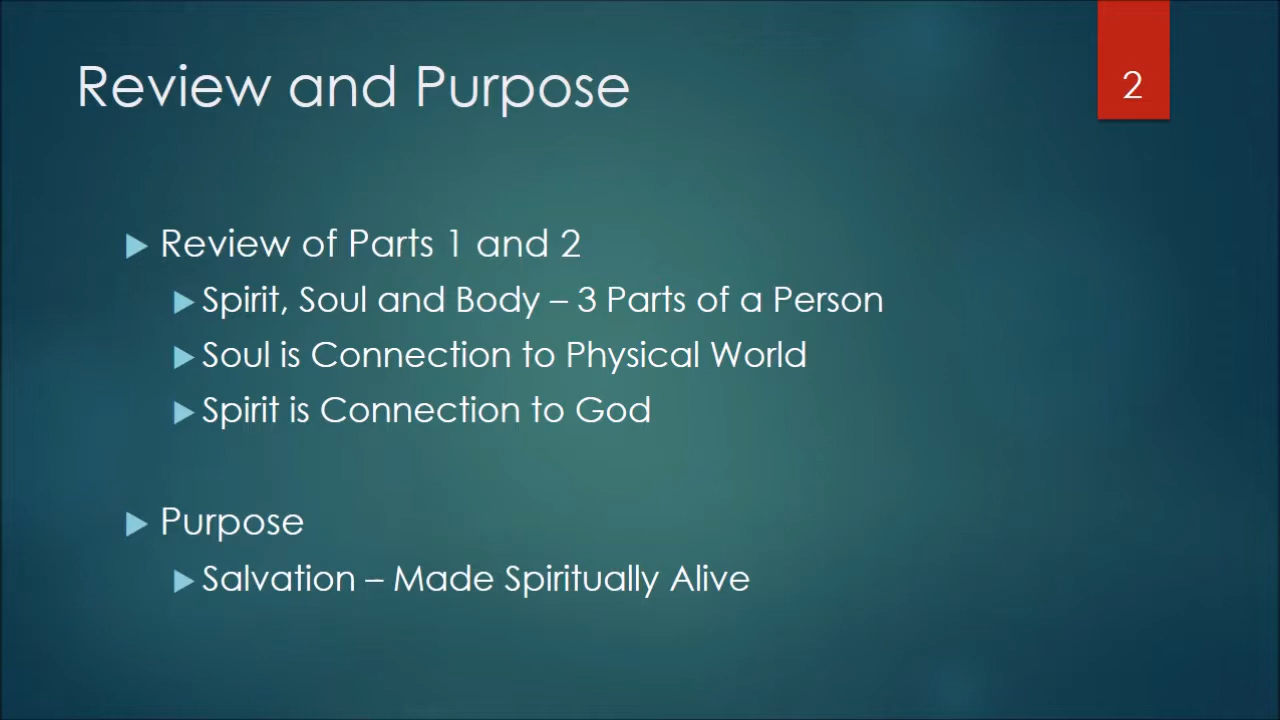 Review and Purpose
2
Review of Parts 1 and 2
Spirit, Soul and Body – 3 Parts of a Person
Soul is Connection to Physical World
Spirit is Connection to God
Purpose
Salvation – Made Spiritually Alive